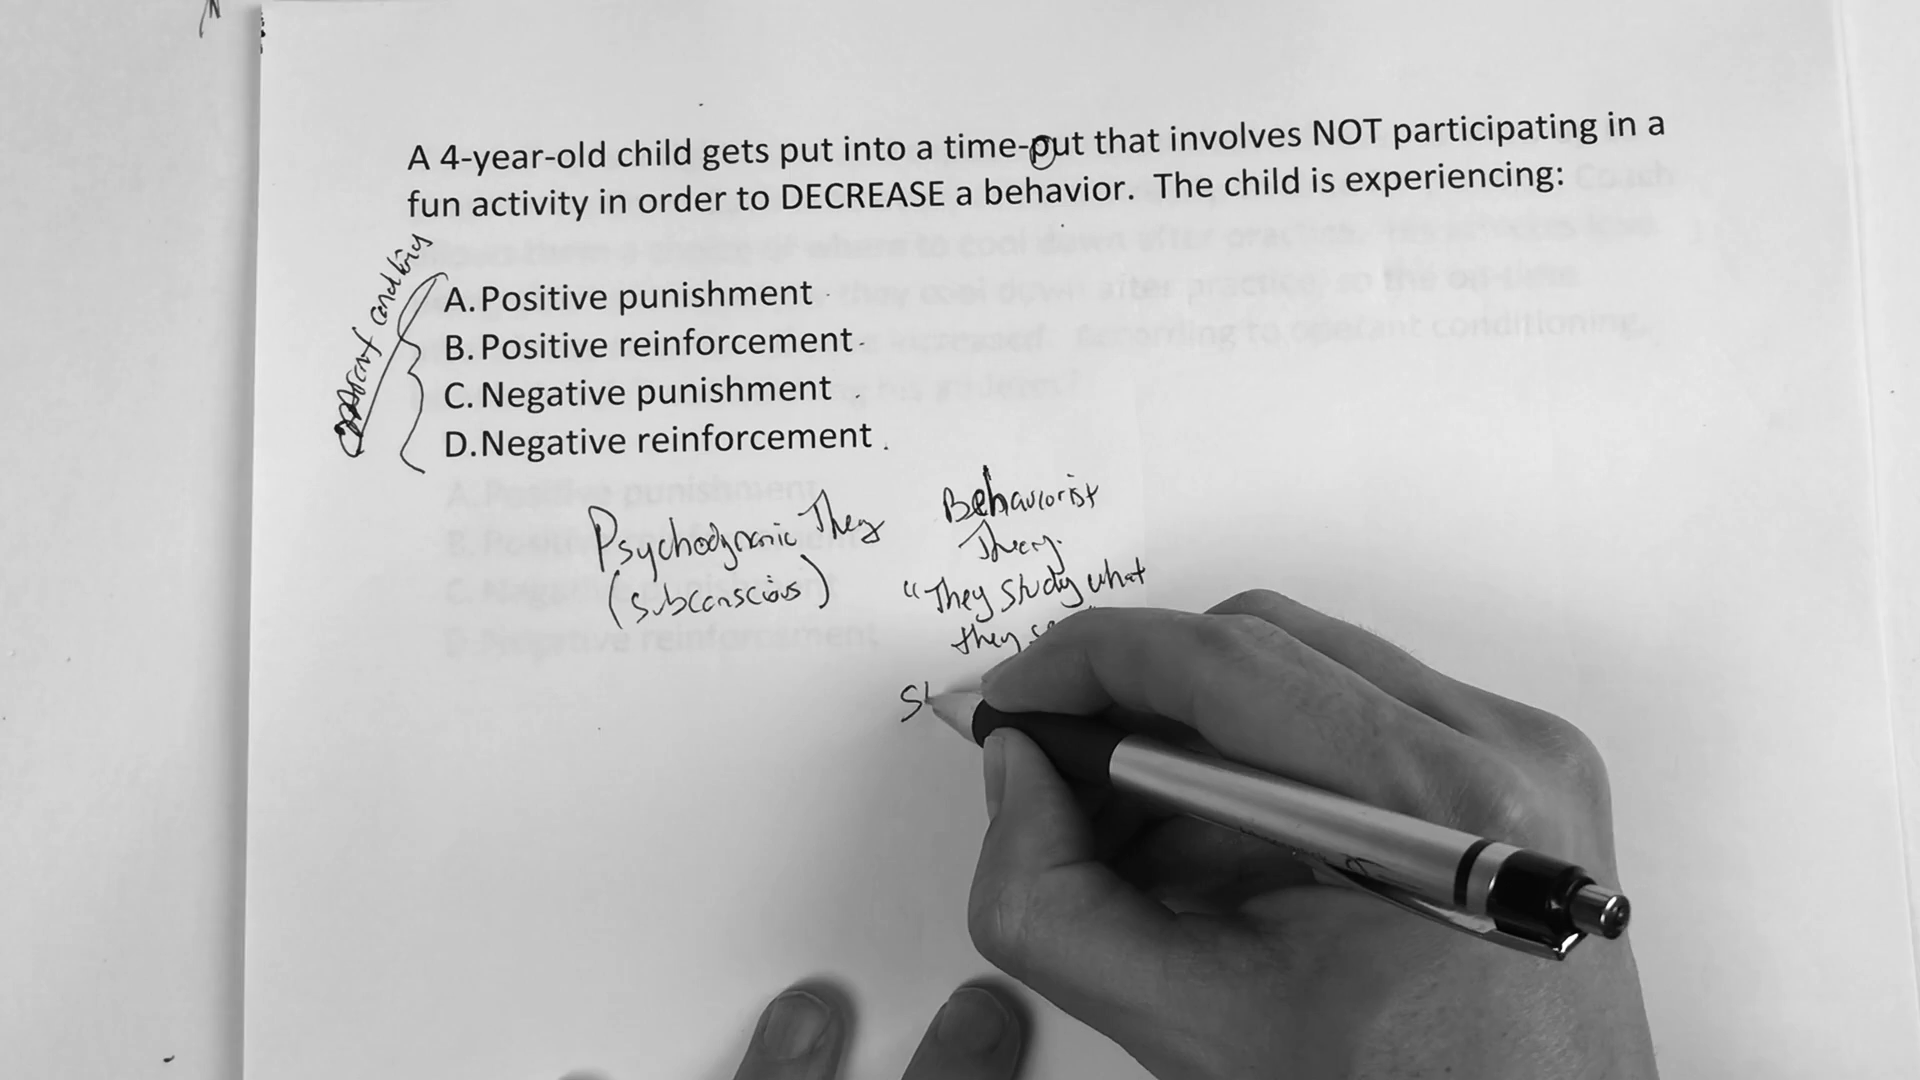 A 4-year-old child gets put into a time-out that involves NOT participating in a
fun activity in order to DECREASE a behavior. The child is experiencing:
A. Positive punishment
B. Positive reinforcement
C. Negative punishment
D. Negative reinforcement
Psychodynamic
(subconscious)
Behaviorist
"They study what
they